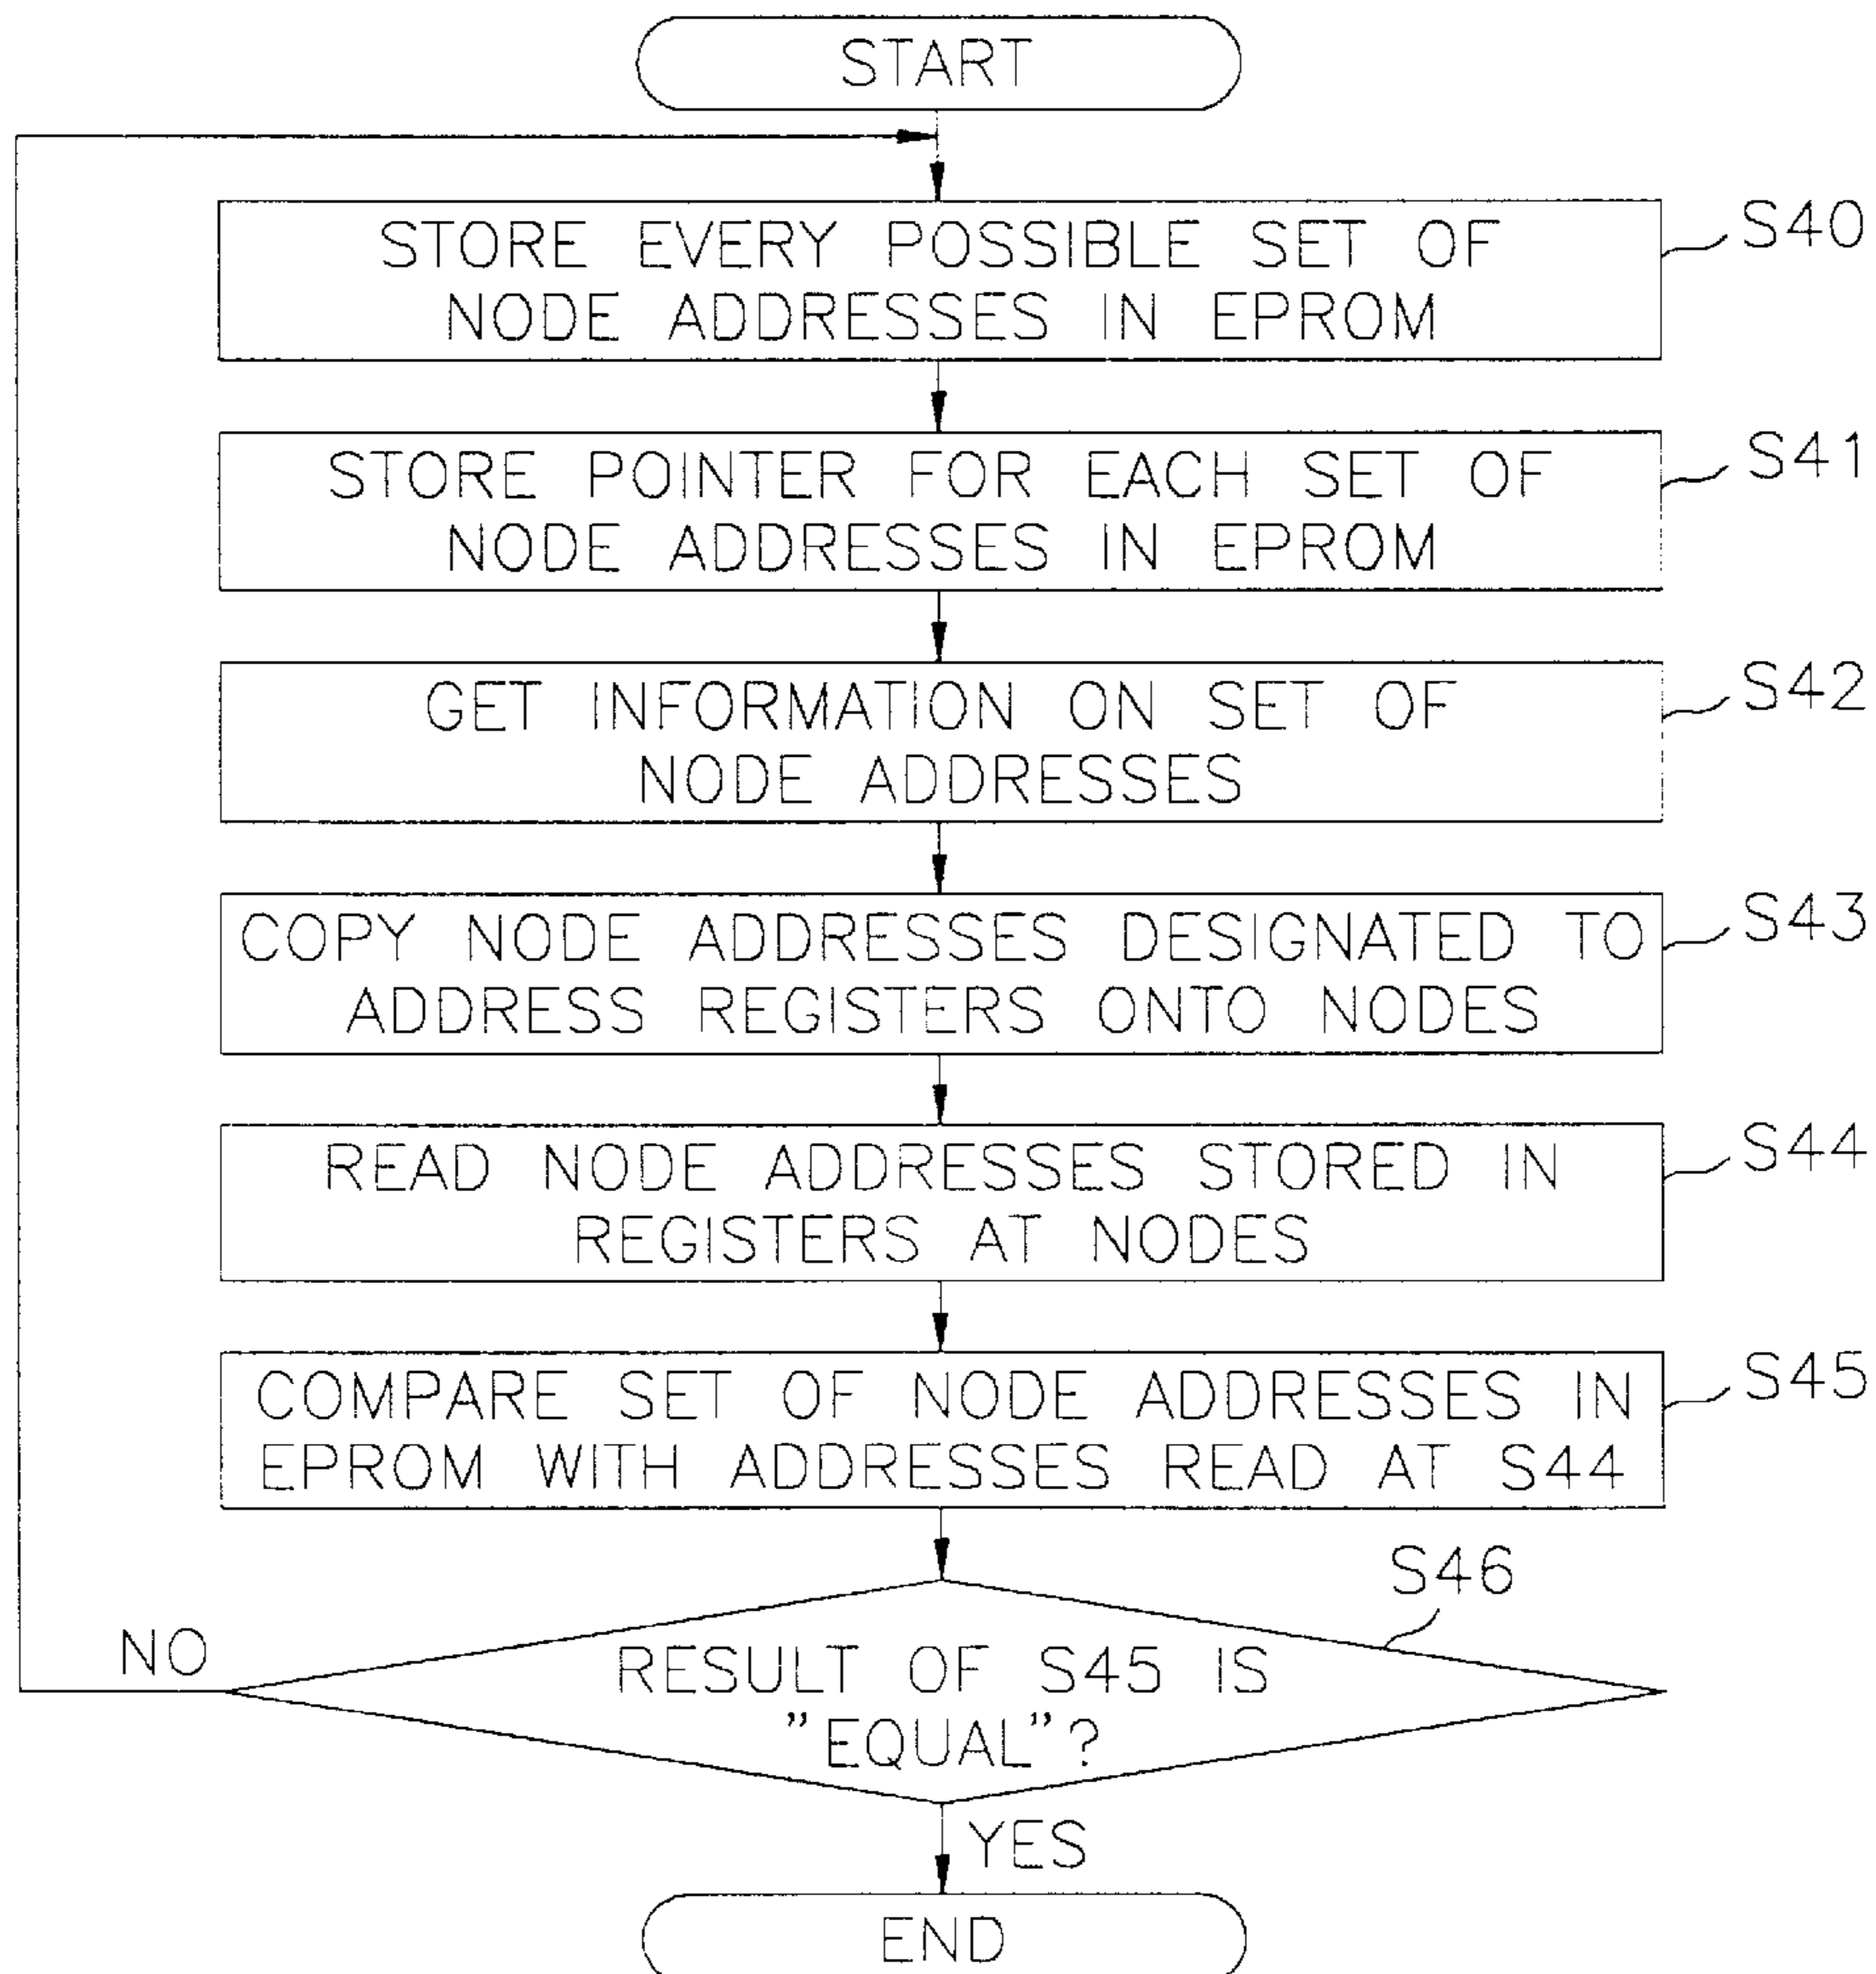 START
STORE EVERY POSSIBLE SET OF
NODE ADDRESSES IN EPROM
S40
STORE POINTER FOR EACH SET OF
NODE ADDRESSES IN EPROM
S41
GET INFORMATION ON SET OF
NODE ADDRESSES
S42
COPY NODE ADDRESSES DESIGNATED TO
ADDRESS REGISTERS ONTO NODES
S43
READ NODE ADDRESSES STORED IN
REGISTERS AT NODES
S44
COMPARE SET OF NODE ADDRESSES IN
EPROM WITH ADDRESSES READ AT S44
S45
S46
NO
RESULT OF S45 IS
"EQUAL"?
YES
END